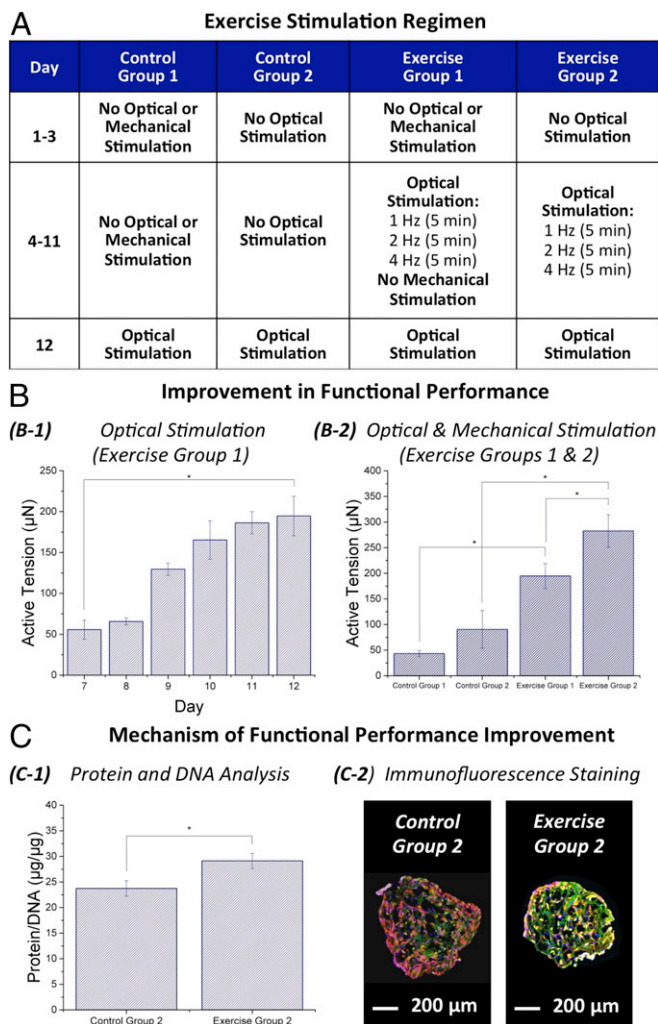 A Exercise Stimulation Regimen
Day
Control Group 1
Control Group 2
Exercise Group 1
Exercise Group 2
1-3
No Optical or
Mechanical
Stimulation
No Optical
Stimulation
No Optical or
Mechanical
Stimulation
No Optical
Stimulation
4-11
No Optical or
Mechanical
Stimulation
No Optical
Stimulation
Optical
Stimulation:
1 Hz (5 min)
2 Hz (5 min)
4 Hz (5 min)
No Mechanical
Stimulation
Optical
Stimulation:
1 Hz (5 min)
2 Hz (5 min)
4 Hz (5 min)
12
Optical
Stimulation
Optical
Stimulation
Optical
Stimulation
Optical
Stimulation
B Improvement in Functional Performance
(B-1) Optical Stimulation
(Exercise Group 1)
Active Tension (µN)
250
200
150
100
50
0
*
7 8 9 10 11 12
Day
(B-2) Optical & Mechanical Stimulation
(Exercise Groups 1 & 2)
Active Tension (µN)
400
350
300
250
200
150
100
50
0
*
*
*
Control Group 1 Control Group 2 Exercise Group 1 Exercise Group 2
C Mechanism of Functional Performance Improvement
(C-1) Protein and DNA Analysis
Protein/DNA (µg/µg)
40
35
30
25
20
15
10
5
0
*
Control Group 2 Exercise Group 2
(C-2) Immunofluorescence Staining
Control
Group 2
200 µm
Exercise
Group 2
200 µm